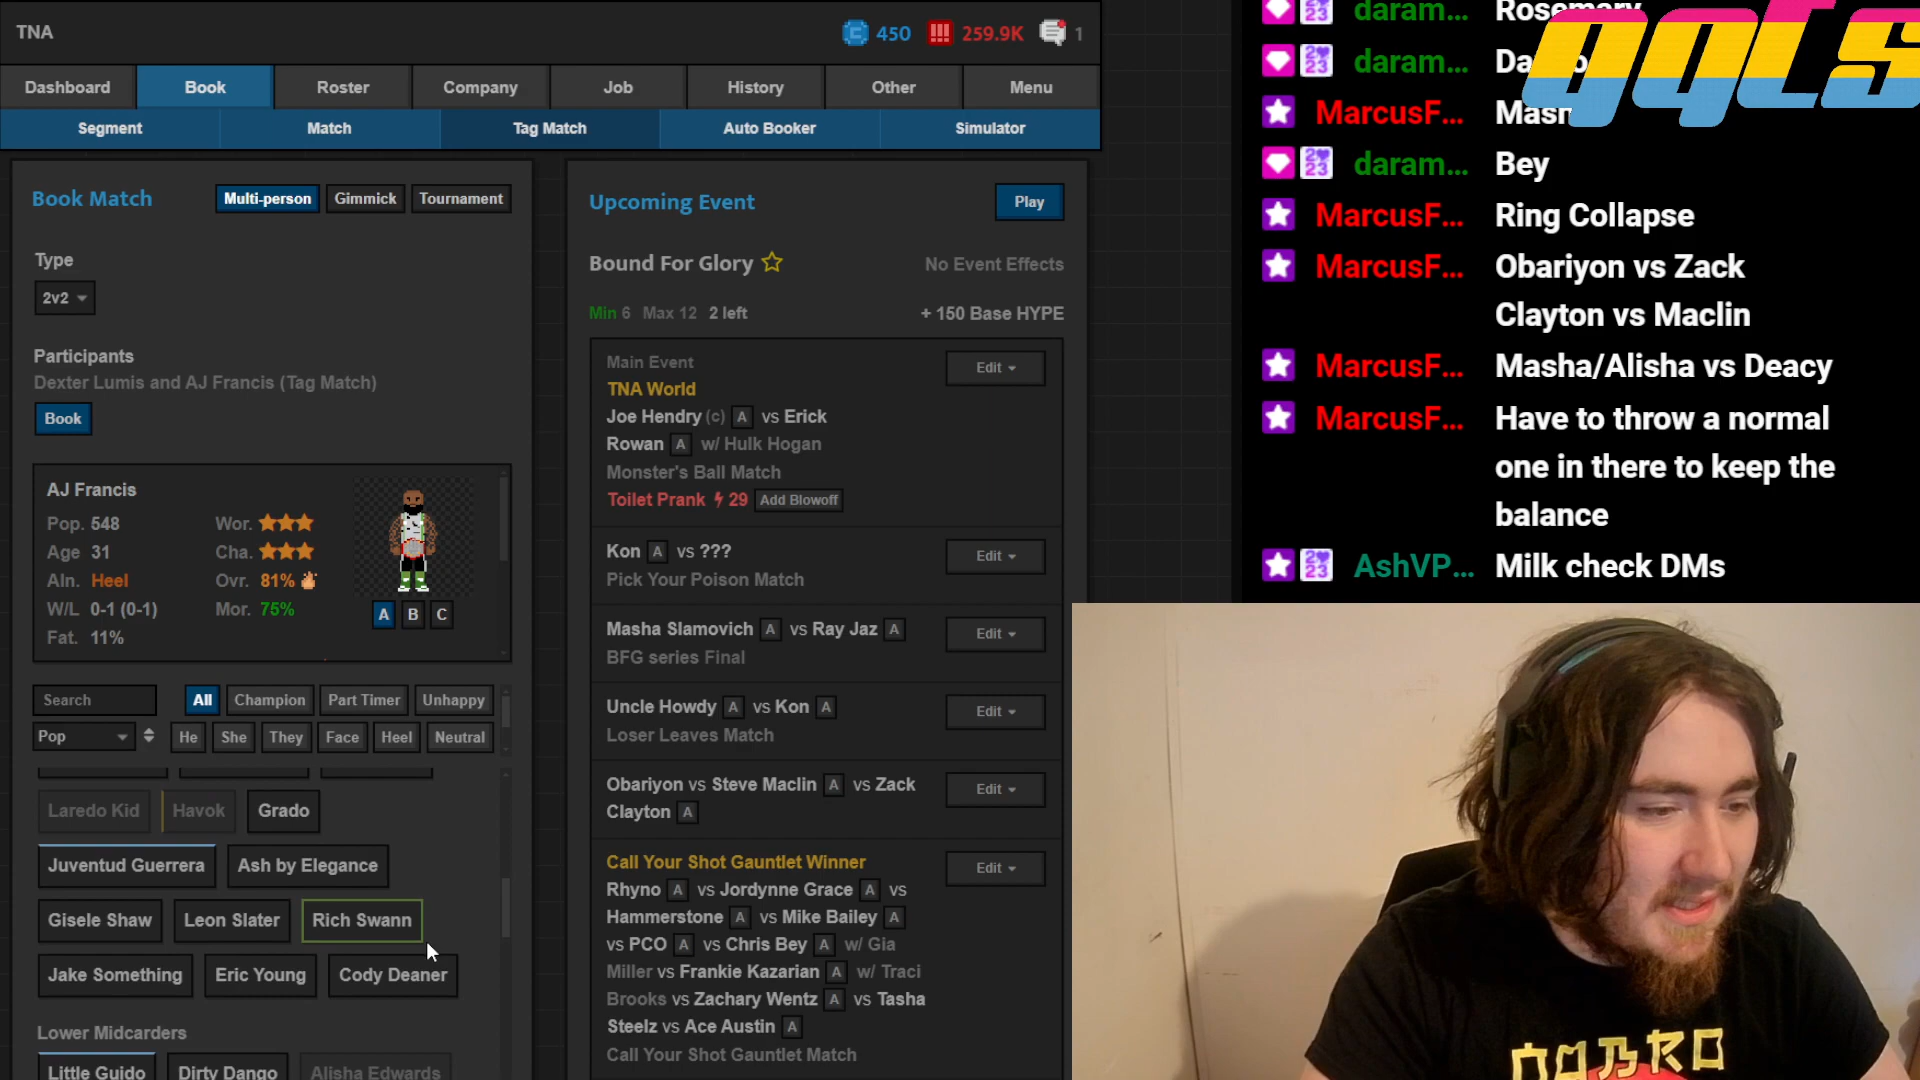 TNA
450
259.9K
1
Dashboard
Book
Roster
Company
Job
History
Other
Menu
Segment
Match
Tag Match
Auto Booker
Simulator
Book Match
Multi-person
Gimmick
Tournament
Type
2v2
Participants
Dexter Lumis and AJ Francis (Tag Match)
Book
AJ Francis
Pop. 548
Wor.
Age 31
Cha.
Aln. Heel
Ovr. 81%
W/L 0-1 (0-1)
Mor. 75%
Fat. 11%
A B C
Search
All
Champion
Part Timer
Unhappy
Pop
He
She
They
Face
Heel
Neutral
Laredo Kid
Havok
Grado
Juventud Guerrera
Ash by Elegance
Gisele Shaw
Leon Slater
Rich Swann
Jake Something
Eric Young
Cody Deaner
Lower Midcarders
Little Guido
Dirty Dango
Alisha Edwards
Upcoming Event
Play
Bound For Glory
No Event Effects
Min 6 Max 12 2 left
+ 150 Base HYPE
Main Event
Edit
TNA World
Joe Hendry (c) A vs Erick
Rowan A w/ Hulk Hogan
Monster's Ball Match
Toilet Prank 29 Add Blowoff
Kon A vs ???
Edit
Pick Your Poison Match
Masha Slamovich A vs Ray Jaz A
Edit
BFG series Final
Uncle Howdy A vs Kon A
Edit
Loser Leaves Match
Obariyon vs Steve Maclin A vs Zack
Clayton A
Edit
Call Your Shot Gauntlet Winner
Edit
Rhyno A vs Jordynne Grace A vs
Hammerstone A vs Mike Bailey A
vs PCO A vs Chris Bey A w/ Gia
Miller vs Frankie Kazarian A w/ Traci
Brooks vs Zachary Wentz A vs Tasha
Steelz vs Ace Austin A
Call Your Shot Gauntlet Match
daram... Rosemary
daram...
MarcusF...
daram... Bey
MarcusF... Ring Collapse
MarcusF... Obariyon vs Zack
Clayton vs Maclin
MarcusF... Masha/Alisha vs Deacy
MarcusF... Have to throw a normal
one in there to keep the
balance
AshVP... Milk check DMs